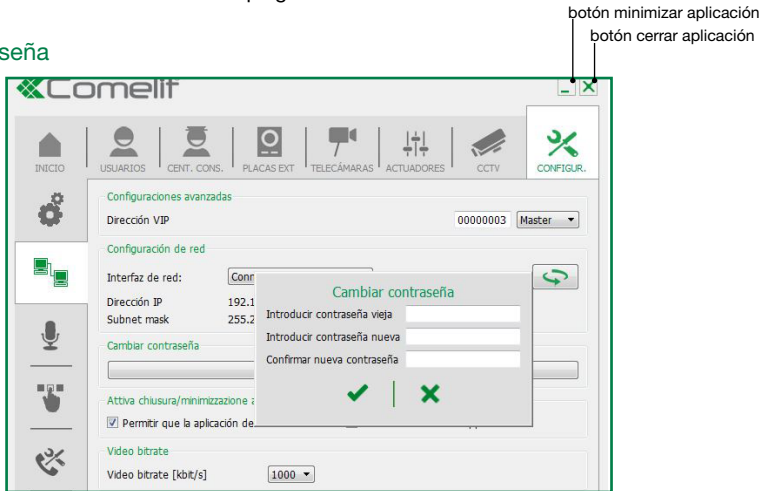 botón minimizar aplicación
botón cerrar aplicación
seña
Comelit
INICIO
USUARIOS
CENT. CONS.
PLACAS EXT
TELECÁMARAS
ACTUADORES
CCTV
CONFIGUR.
Configuraciones avanzadas
Dirección VIP 00000003 Master
Configuración de red
Interfaz de red: Conn
Dirección IP 192.1
Subnet mask 255.2
Cambiar contraseña
Cambiar contraseña
Introducir contraseña vieja
Introducir contraseña nueva
Confirmar nueva contraseña
Attiva chiusura/minimizzazione
Permitir que la aplicación de
Video bitrate
Video bitrate [kbit/s] 1000